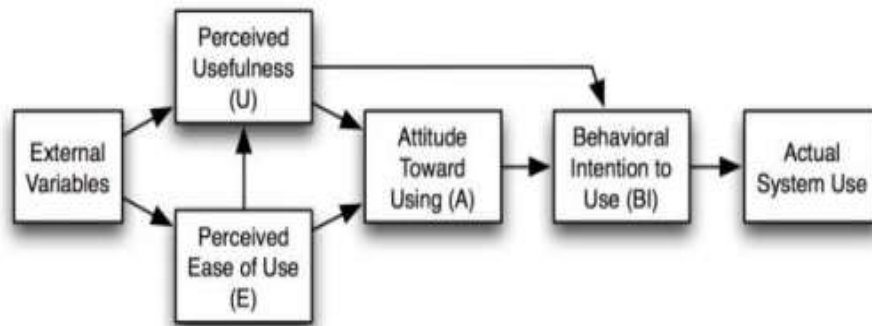 Perceived
Usefulness
(U)
External
Variables
Perceived
Ease of Use
(E)
Attitude
Toward
Using (A)
Behavioral
Intention to
Use (BI)
Actual
System Use